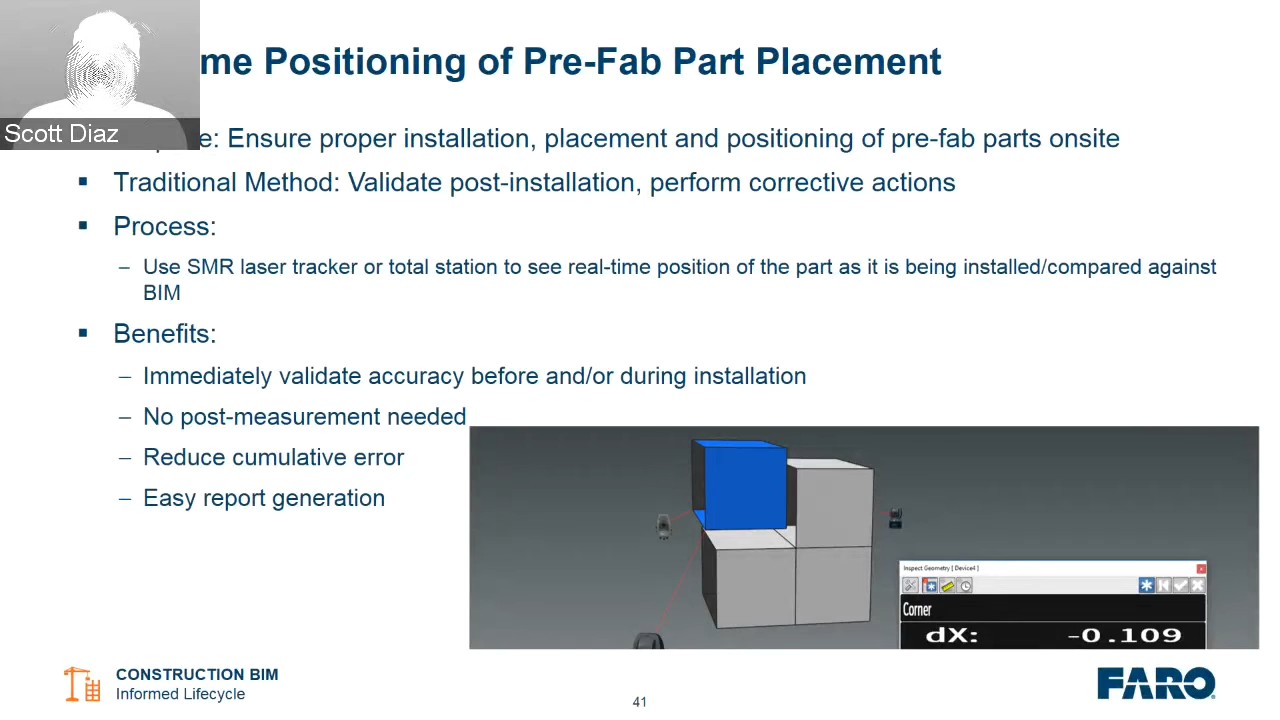 me Positioning of Pre-Fab Part Placement
Scott Diaz
e: Ensure proper installation, placement and positioning of pre-fab parts onsite
▪ Traditional Method: Validate post-installation, perform corrective actions
▪ Process:
– Use SMR laser tracker or total station to see real-time position of the part as it is being installed/compared against
BIM
▪ Benefits:
– Immediately validate accuracy before and/or during installation
– No post-measurement needed
– Reduce cumulative error
– Easy report generation
Inspect Geometry [ Device4 ]
Corner
dX: -0.109
CONSTRUCTION BIM
Informed Lifecycle
41
FARO